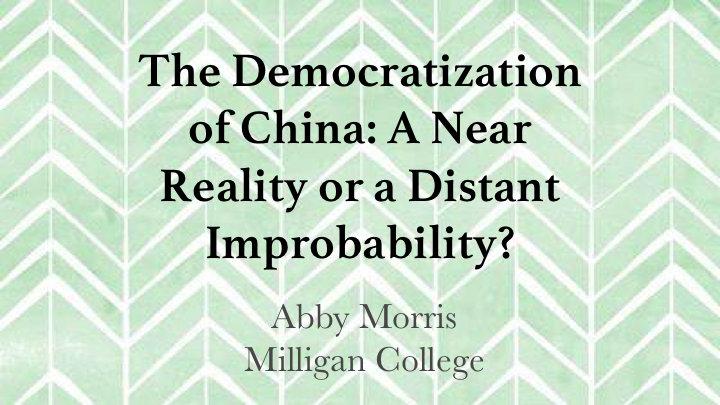 The Democratization
of China: A Near
Reality or a Distant
Improbability?
Abby Morris
Milligan College